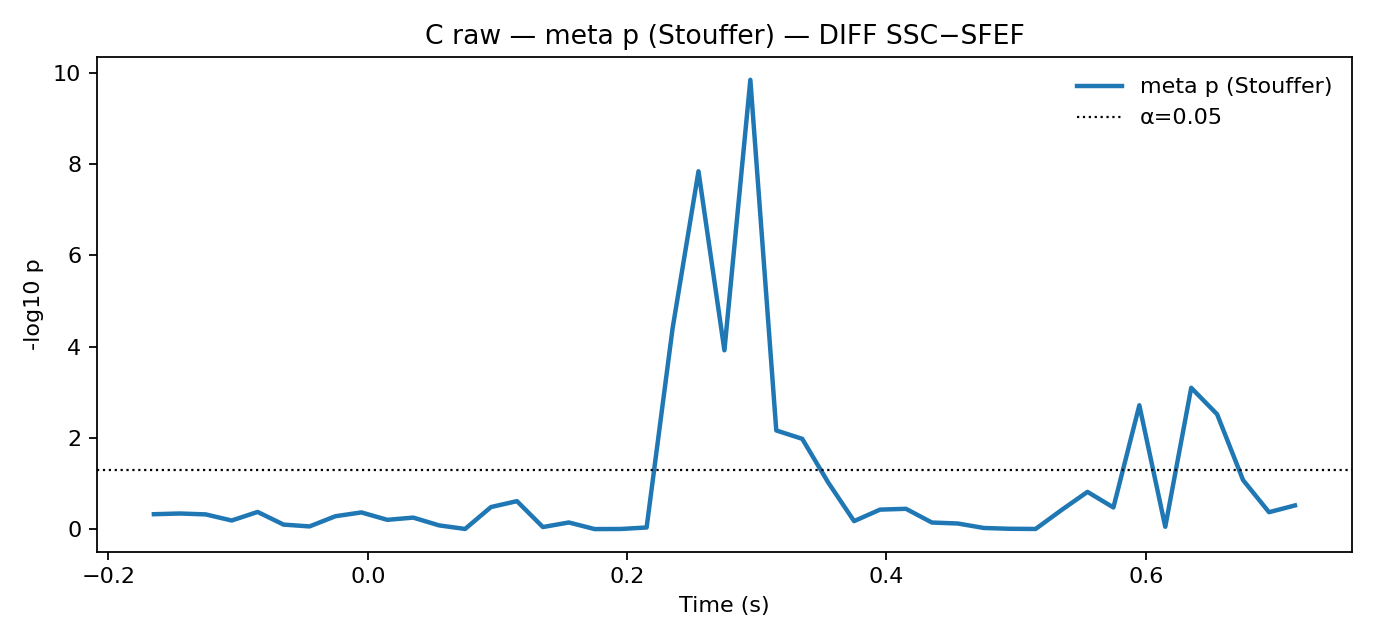 C raw — meta p (Stouffer) — DIFF SSC−SFEF
meta p (Stouffer)
α=0.05
10
8
6
4
2
0
-log10 p
−0.2 0.0 0.2 0.4 0.6
Time (s)